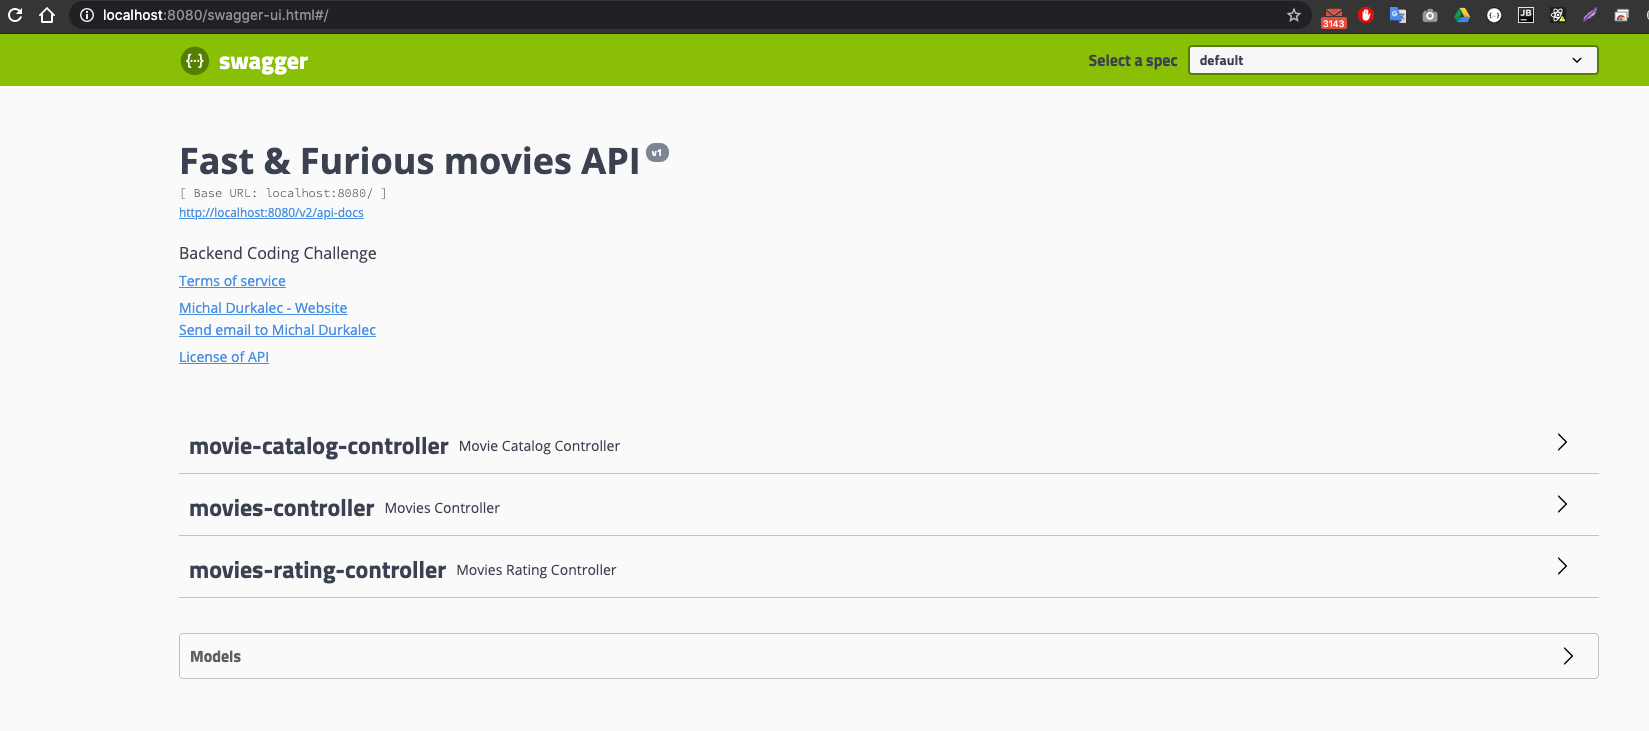 localhost:8080/swagger-ui.html#/
3143
JB
{··} swagger
Select a spec
default
Fast & Furious movies API v1
[ Base URL: localhost:8080/ ]
http://localhost:8080/v2/api-docs
Backend Coding Challenge
Terms of service
Michal Durkalec - Website
Send email to Michal Durkalec
License of API
movie-catalog-controller Movie Catalog Controller
movies-controller Movies Controller
movies-rating-controller Movies Rating Controller
Models